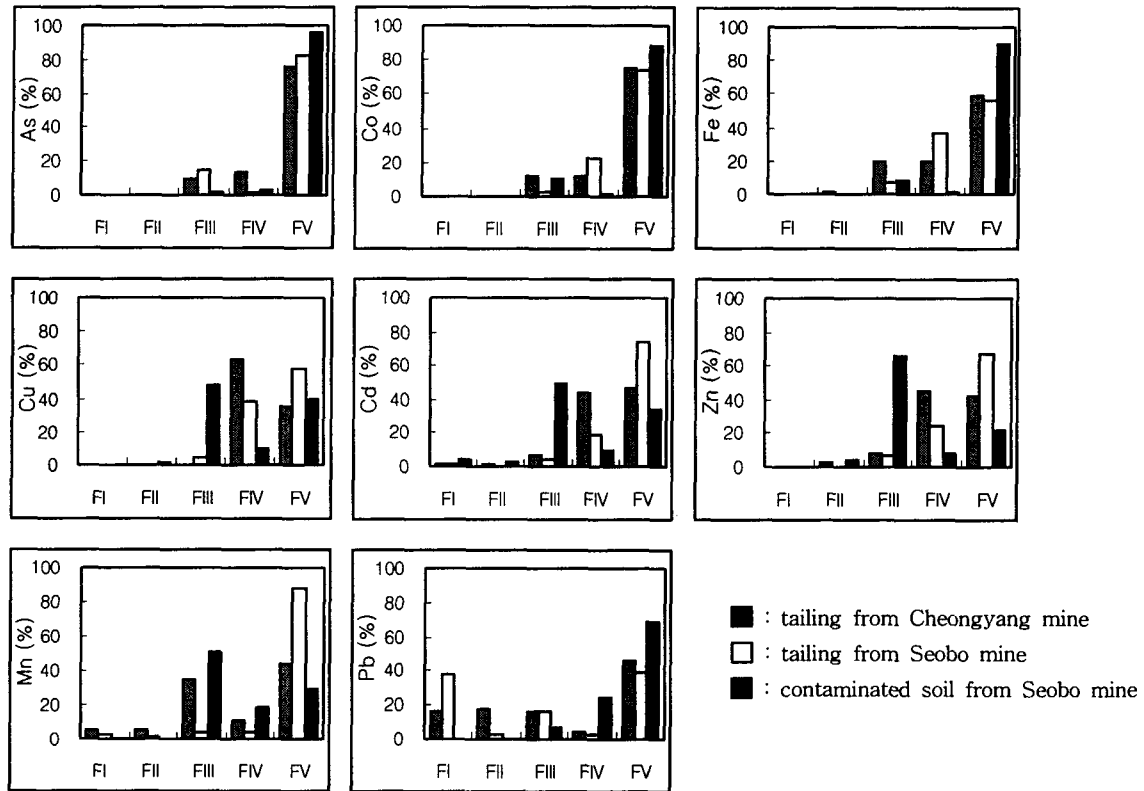 100
80
60
40
20
0
As (%)
FI FII FIII FIV FV
100
80
60
40
20
0
Co (%)
FI FII FIII FIV FV
100
80
60
40
20
0
Fe (%)
FI FII FIII FIV FV
100
80
60
40
20
0
Cu (%)
FI FII FIII FIV FV
100
80
60
40
20
0
Cd (%)
FI FII FIII FIV FV
100
80
60
40
20
0
Zn (%)
FI FII FIII FIV FV
100
80
60
40
20
0
Mn (%)
FI FII FIII FIV FV
100
80
60
40
20
0
Pb (%)
FI FII FIII FIV FV
: tailing from Cheongyang mine
: tailing from Seobo mine
: contaminated soil from Seobo mine